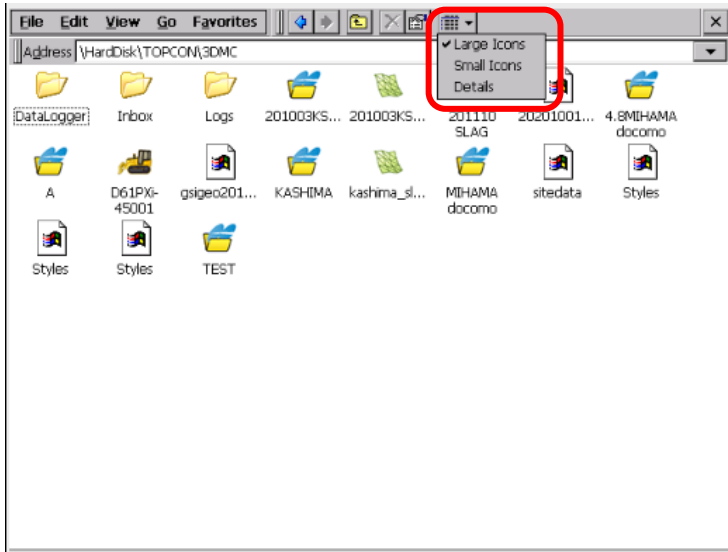 File Edit View Go Favorites
Address \HardDisk\TOPCON\3DMC
Large Icons
Small Icons
Details
DataLogger Inbox Logs 201003KS... 201003KS... 201110 20201001... 4.8MIHAMA
SLAG docomo
A D61PXi- gsigeo201... KASHIMA kashima_sl... MIHAMA sitedata Styles
45001 docomo
Styles Styles TEST